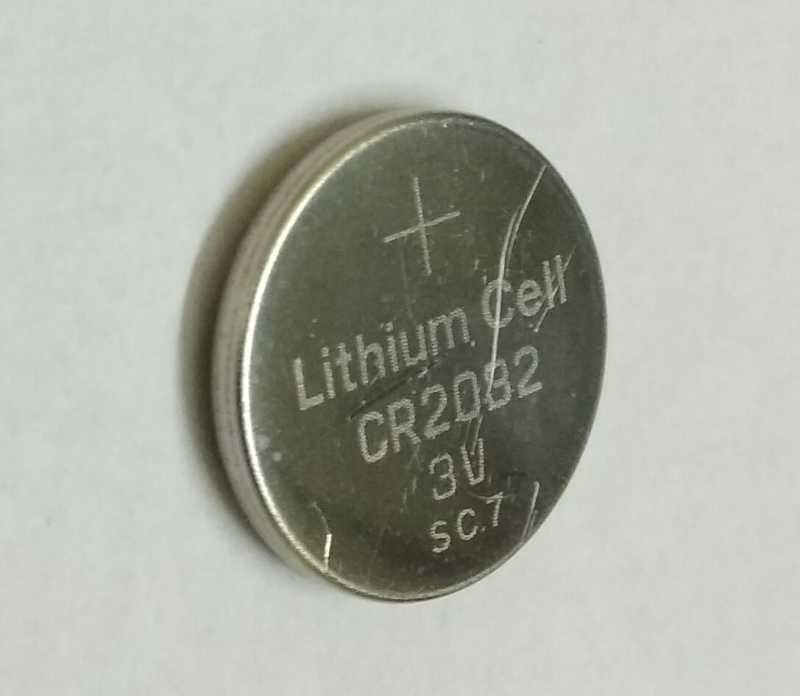 +
Lithium Cell
CR2032
3V
SC.7